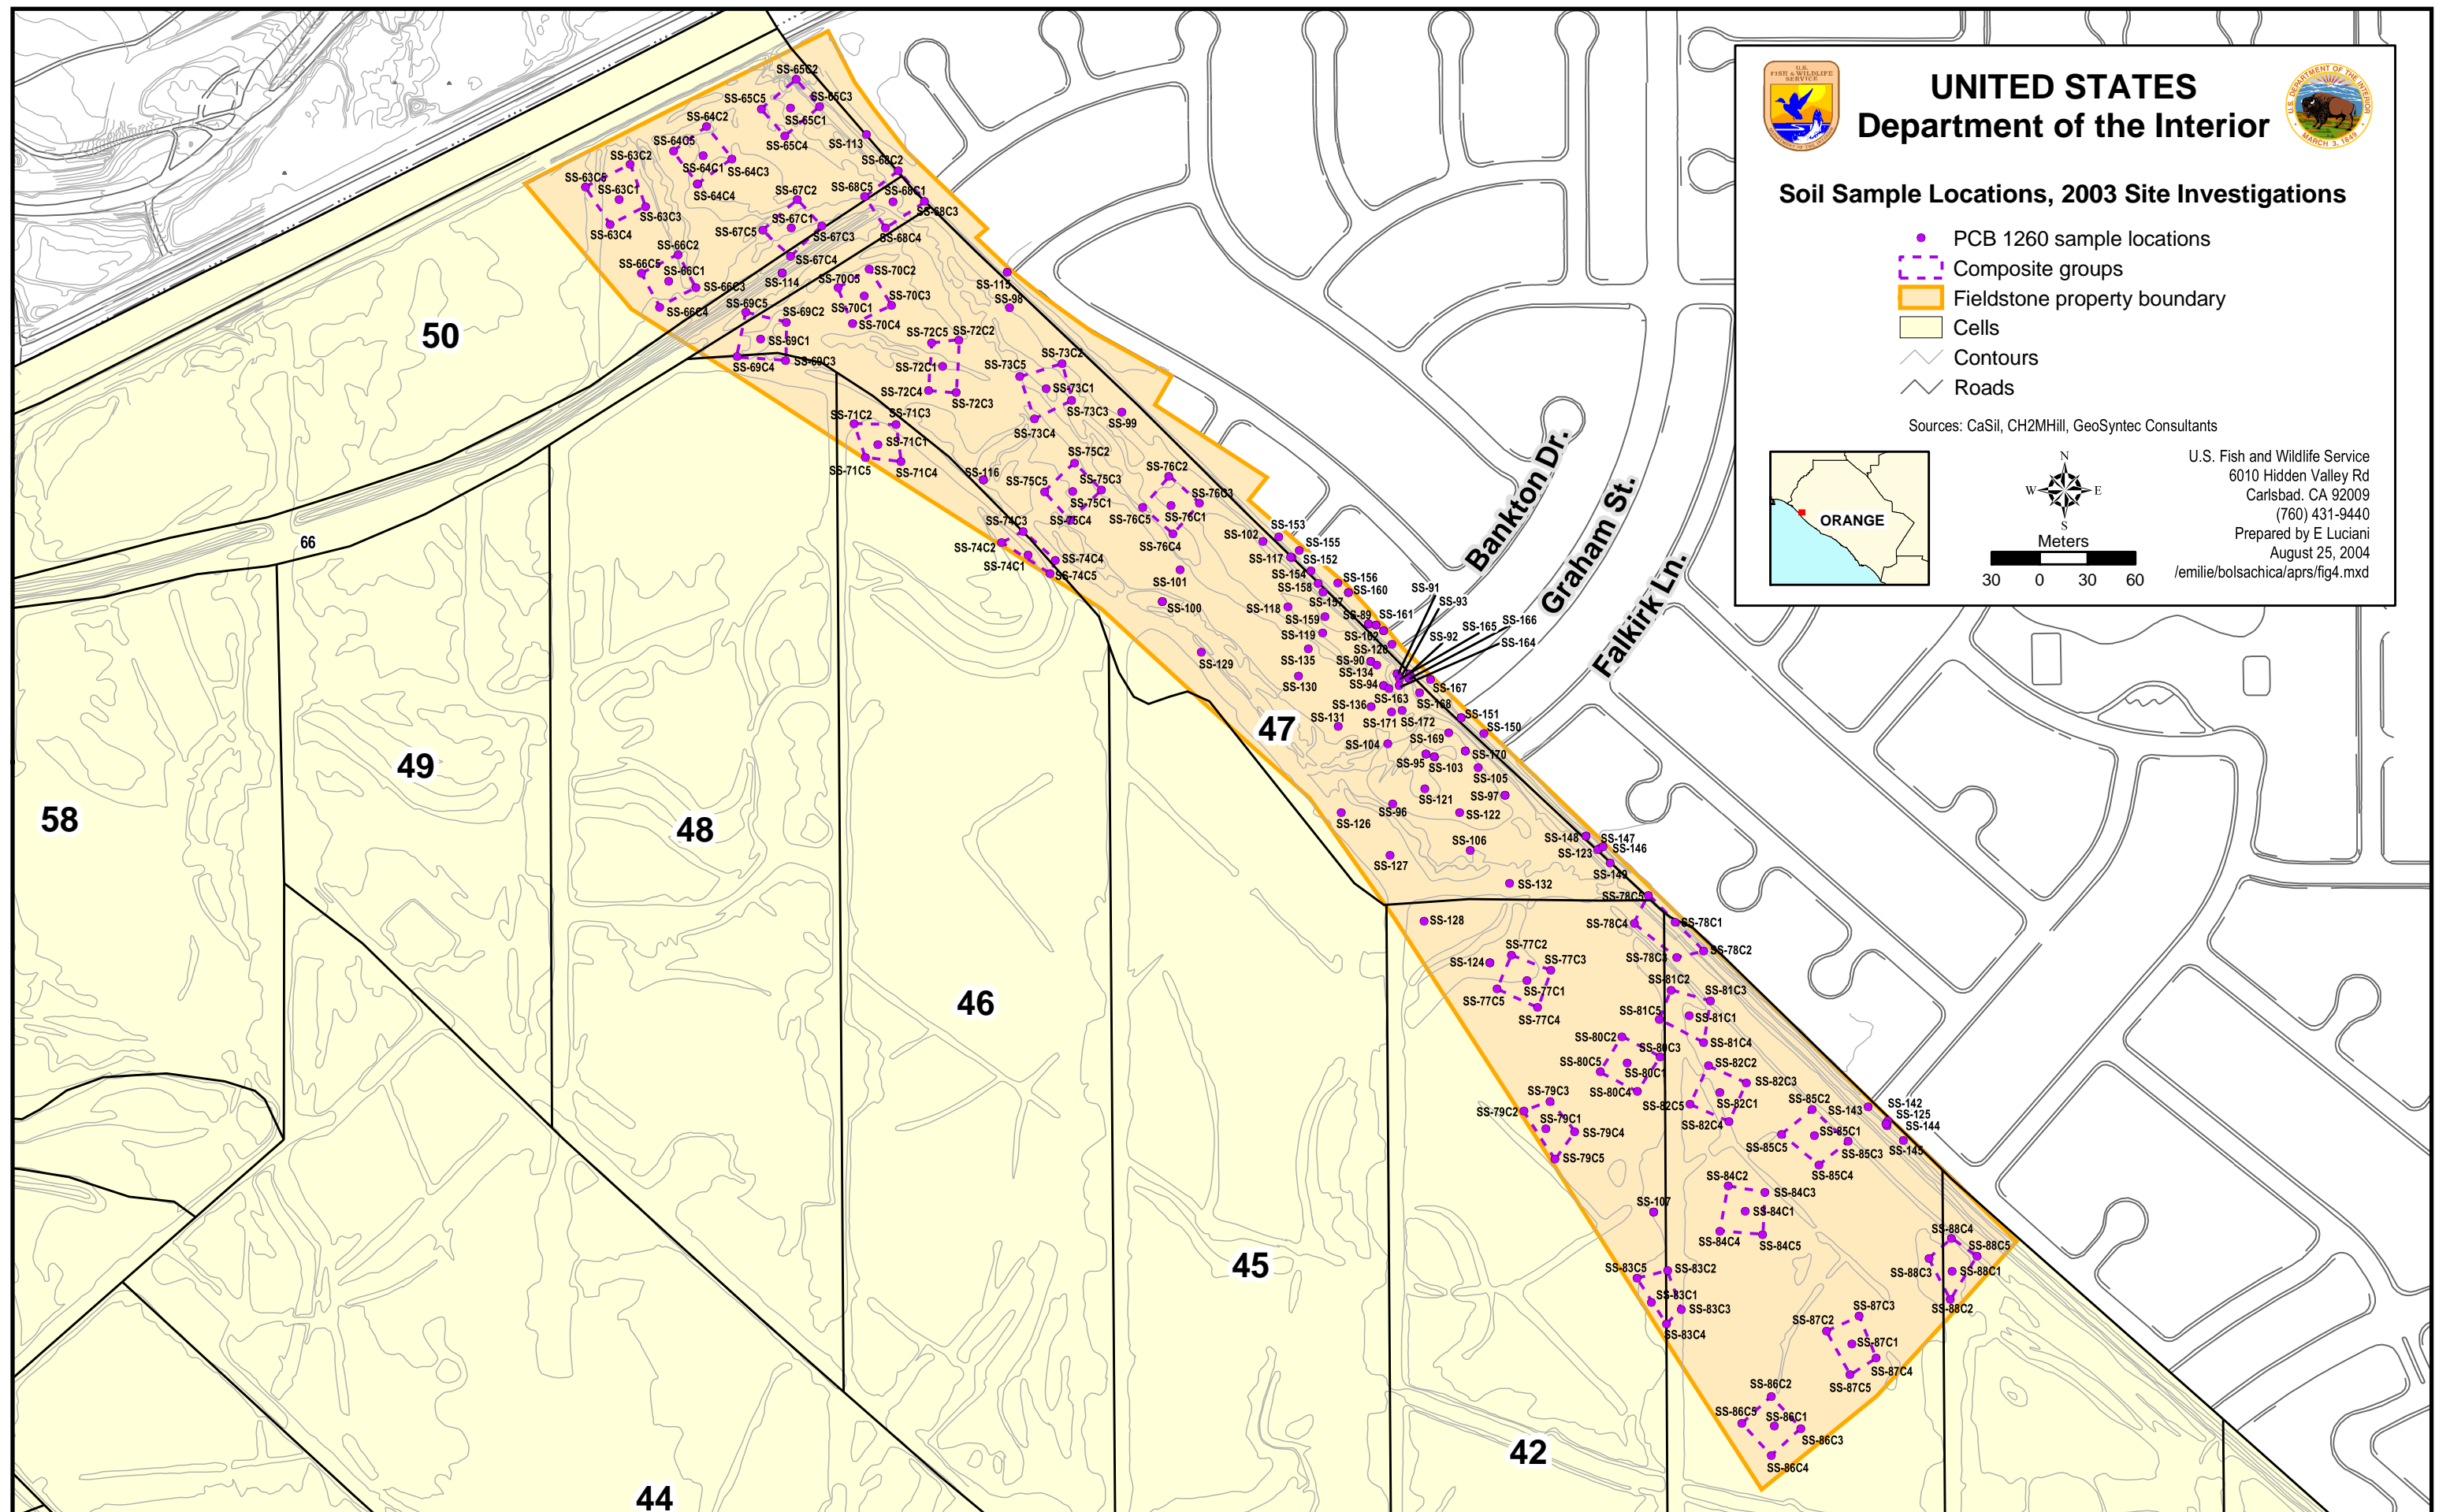 UNITED STATES
Department of the Interior
U.S.
FISH & WILDLIFE
SERVICE
U.S. DEPARTMENT OF THE INTERIOR
MARCH 3, 1849
Soil Sample Locations, 2003 Site Investigations
PCB 1260 sample locations
Composite groups
Fieldstone property boundary
Cells
Contours
Roads
Sources: CaSil, CH2MHill, GeoSyntec Consultants
ORANGE
N
W
E
S
Meters
30 0 30 60
U.S. Fish and Wildlife Service
6010 Hidden Valley Rd
Carlsbad. CA 92009
(760) 431-9440
Prepared by E Luciani
August 25, 2004
/emilie/bolsachica/aprs/fig4.mxd
Bankton Dr.
Graham St.
Falkirk Ln.
50
66
58
49
48
47
46
45
42
44
SS-65C2
SS-65C5
SS-65C3
SS-65C1
SS-65C4
SS-64C2
SS-64C5
SS-64C1
SS-64C3
SS-64C4
SS-113
SS-63C2
SS-63C5
SS-63C1
SS-63C3
SS-63C4
SS-68C2
SS-68C5
SS-68C1
SS-68C3
SS-68C4
SS-67C2
SS-67C1
SS-67C5
SS-67C3
SS-67C4
SS-66C2
SS-66C5
SS-66C1
SS-66C3
SS-66C4
SS-114
SS-70C2
SS-70C5
SS-70C3
SS-70C1
SS-70C4
SS-115
SS-98
SS-69C5
SS-69C2
SS-69C1
SS-69C3
SS-69C4
SS-72C5
SS-72C2
SS-72C1
SS-72C4
SS-72C3
SS-73C2
SS-73C5
SS-73C1
SS-73C3
SS-73C4
SS-99
SS-71C2
SS-71C3
SS-71C1
SS-71C5
SS-71C4
SS-116
SS-75C2
SS-75C5
SS-75C3
SS-75C1
SS-75C4
SS-76C2
SS-76C3
SS-76C5
SS-76C1
SS-76C4
SS-74C3
SS-74C2
SS-74C4
SS-74C1
SS-74C5
SS-101
SS-100
SS-102
SS-153
SS-155
SS-117
SS-152
SS-154
SS-156
SS-158
SS-160
SS-157
SS-118
SS-159
SS-89
SS-161
SS-119
SS-162
SS-120
SS-91
SS-93
SS-92
SS-165
SS-166
SS-164
SS-129
SS-135
SS-90
SS-134
SS-130
SS-94
SS-163
SS-167
SS-168
SS-136
SS-131
SS-171
SS-172
SS-151
SS-150
SS-104
SS-169
SS-170
SS-95
SS-103
SS-105
SS-121
SS-97
SS-96
SS-122
SS-126
SS-106
SS-127
SS-148
SS-147
SS-123
SS-146
SS-149
SS-132
SS-128
SS-78C5
SS-78C4
SS-78C1
SS-78C2
SS-78C3
SS-77C2
SS-124
SS-77C3
SS-77C1
SS-77C5
SS-77C4
SS-81C2
SS-81C3
SS-81C5
SS-81C1
SS-81C4
SS-80C2
SS-80C3
SS-80C5
SS-80C1
SS-80C4
SS-82C2
SS-82C3
SS-82C5
SS-82C1
SS-82C4
SS-79C3
SS-79C2
SS-79C1
SS-79C4
SS-79C5
SS-85C2
SS-85C1
SS-85C5
SS-85C3
SS-85C4
SS-143
SS-142
SS-125
SS-144
SS-145
SS-107
SS-84C2
SS-84C3
SS-84C1
SS-84C4
SS-84C5
SS-88C4
SS-88C5
SS-88C3
SS-88C1
SS-88C2
SS-83C5
SS-83C2
SS-83C1
SS-83C3
SS-83C4
SS-87C3
SS-87C2
SS-87C1
SS-87C4
SS-87C5
SS-86C2
SS-86C5
SS-86C1
SS-86C3
SS-86C4